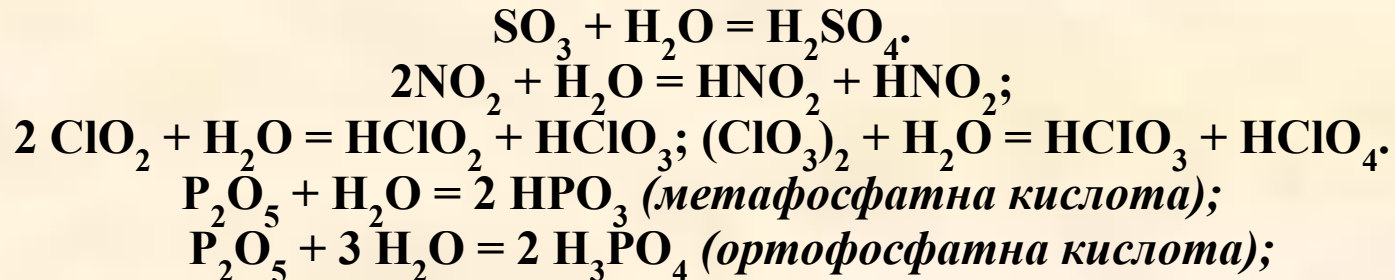 SO₃ + H₂O = H₂SO₄.
2NO₂ + H₂O = HNO₂ + HNO₂;
2 ClO₂ + H₂O = HClO₂ + HClO₃; (ClO₃)₂ + H₂O = HClO₃ + HClO₄.
P₂O₅ + H₂O = 2 HPO₃ (метафосфатна кислота);
P₂O₅ + 3 H₂O = 2 H₃PO₄ (ортофосфатна кислота);